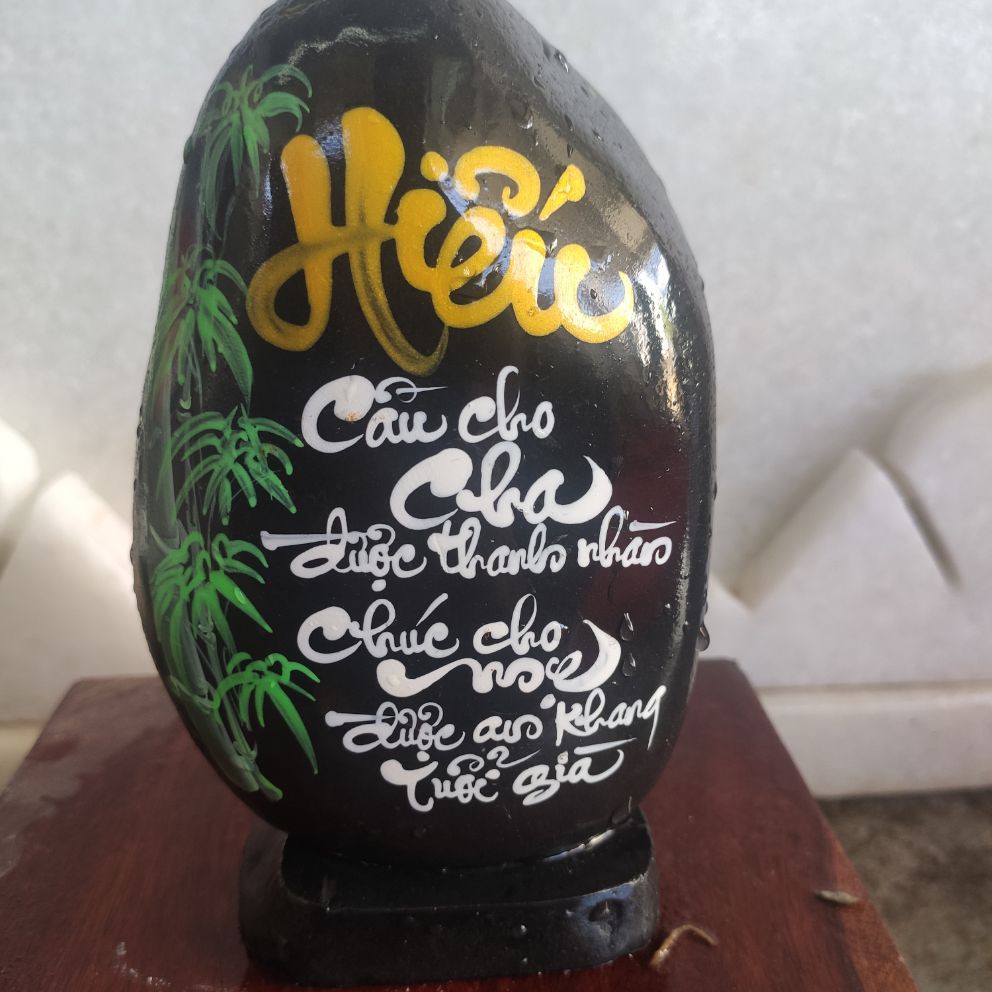 Hiếu
Cầu cho
Cha
được thanh nhàn
Chúc cho
mẹ
được an khang
Tuổi già